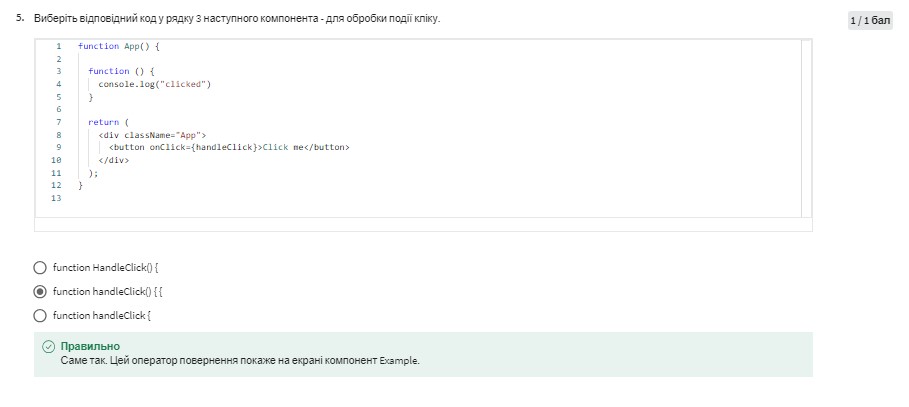 5. Виберіть відповідний код у рядку 3 наступного компонента - для обробки події кліку.
1 / 1 бал
1 function App() {
2
3 function () {
4 console.log("clicked")
5 }
6
7 return (
8 <div className="App">
9 <button onClick={handleClick}>Click me</button>
10 </div>
11 );
12 }
13
function HandleClick() {
function handleClick() { {
function handleClick {
Правильно
Саме так. Цей оператор повернення покаже на екрані компонент Example.